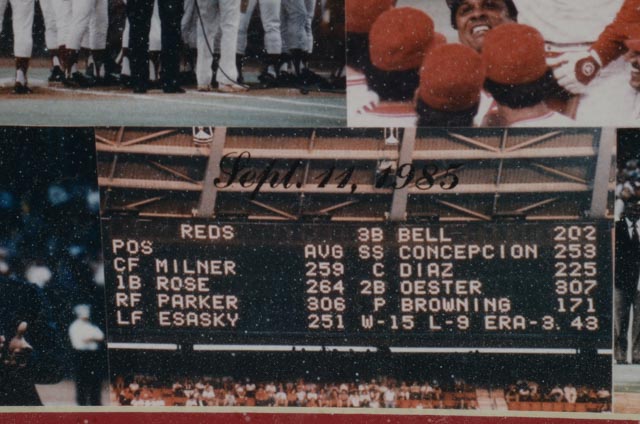 Sept. 11, 1985
REDS 3B BELL 202
POS AVG SS CONCEPCION 253
CF MILNER 259 C DIAZ 225
1B ROSE 264 2B OESTER 307
RF PARKER 306 P BROWNING 171
LF ESASKY 251 W-15 L-9 ERA-3.43